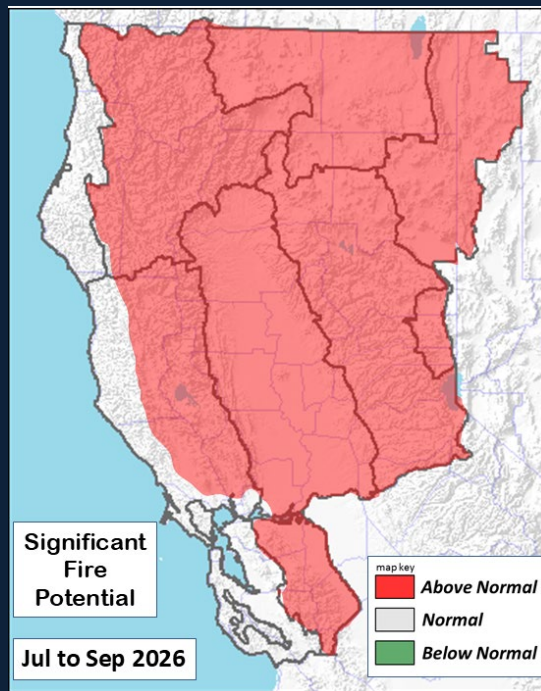 Significant
Fire
Potential
Jul to Sep 2026
map key
Above Normal
Normal
Below Normal